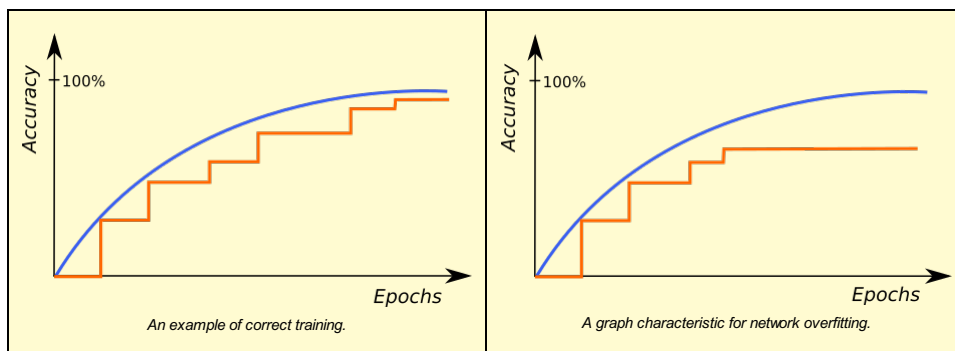 Accuracy
100%
Epochs
An example of correct training.
Accuracy
100%
Epochs
A graph characteristic for network overfitting.